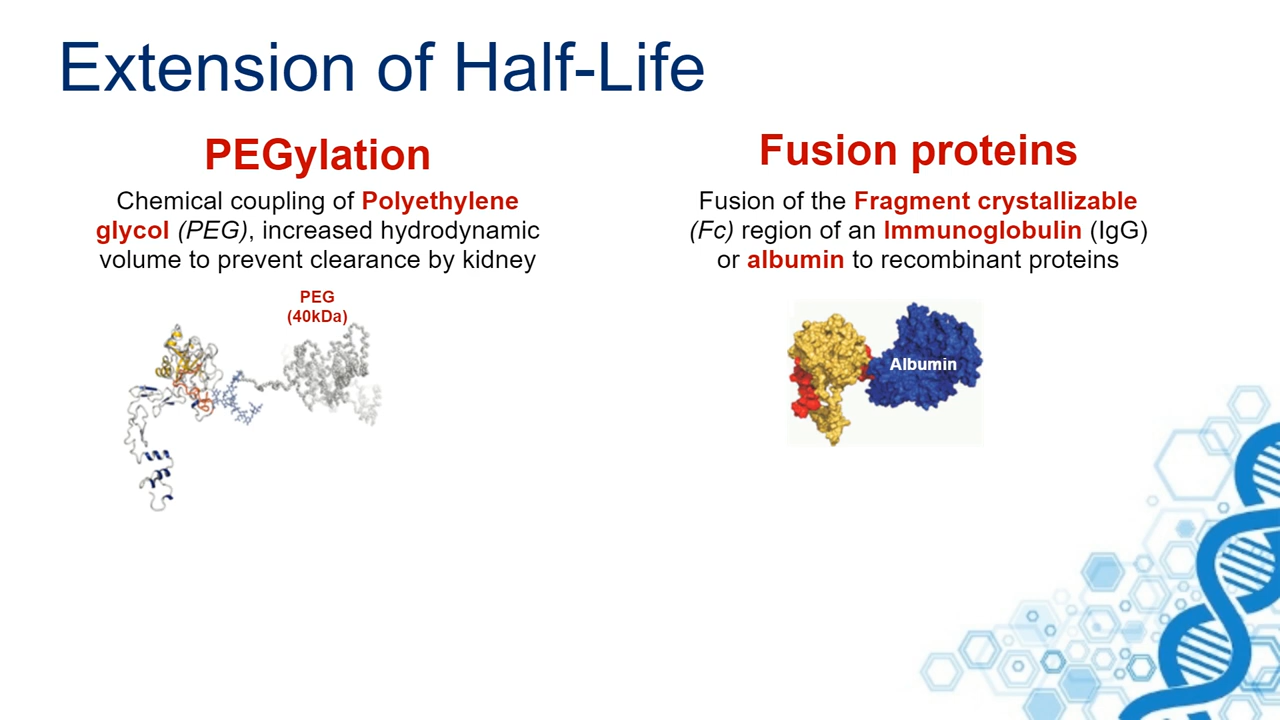 Extension of Half-Life
PEGylation
Chemical coupling of Polyethylene
glycol (PEG), increased hydrodynamic
volume to prevent clearance by kidney
PEG
(40kDa)
Fusion proteins
Fusion of the Fragment crystallizable
(Fc) region of an Immunoglobulin (IgG)
or albumin to recombinant proteins
Albumin